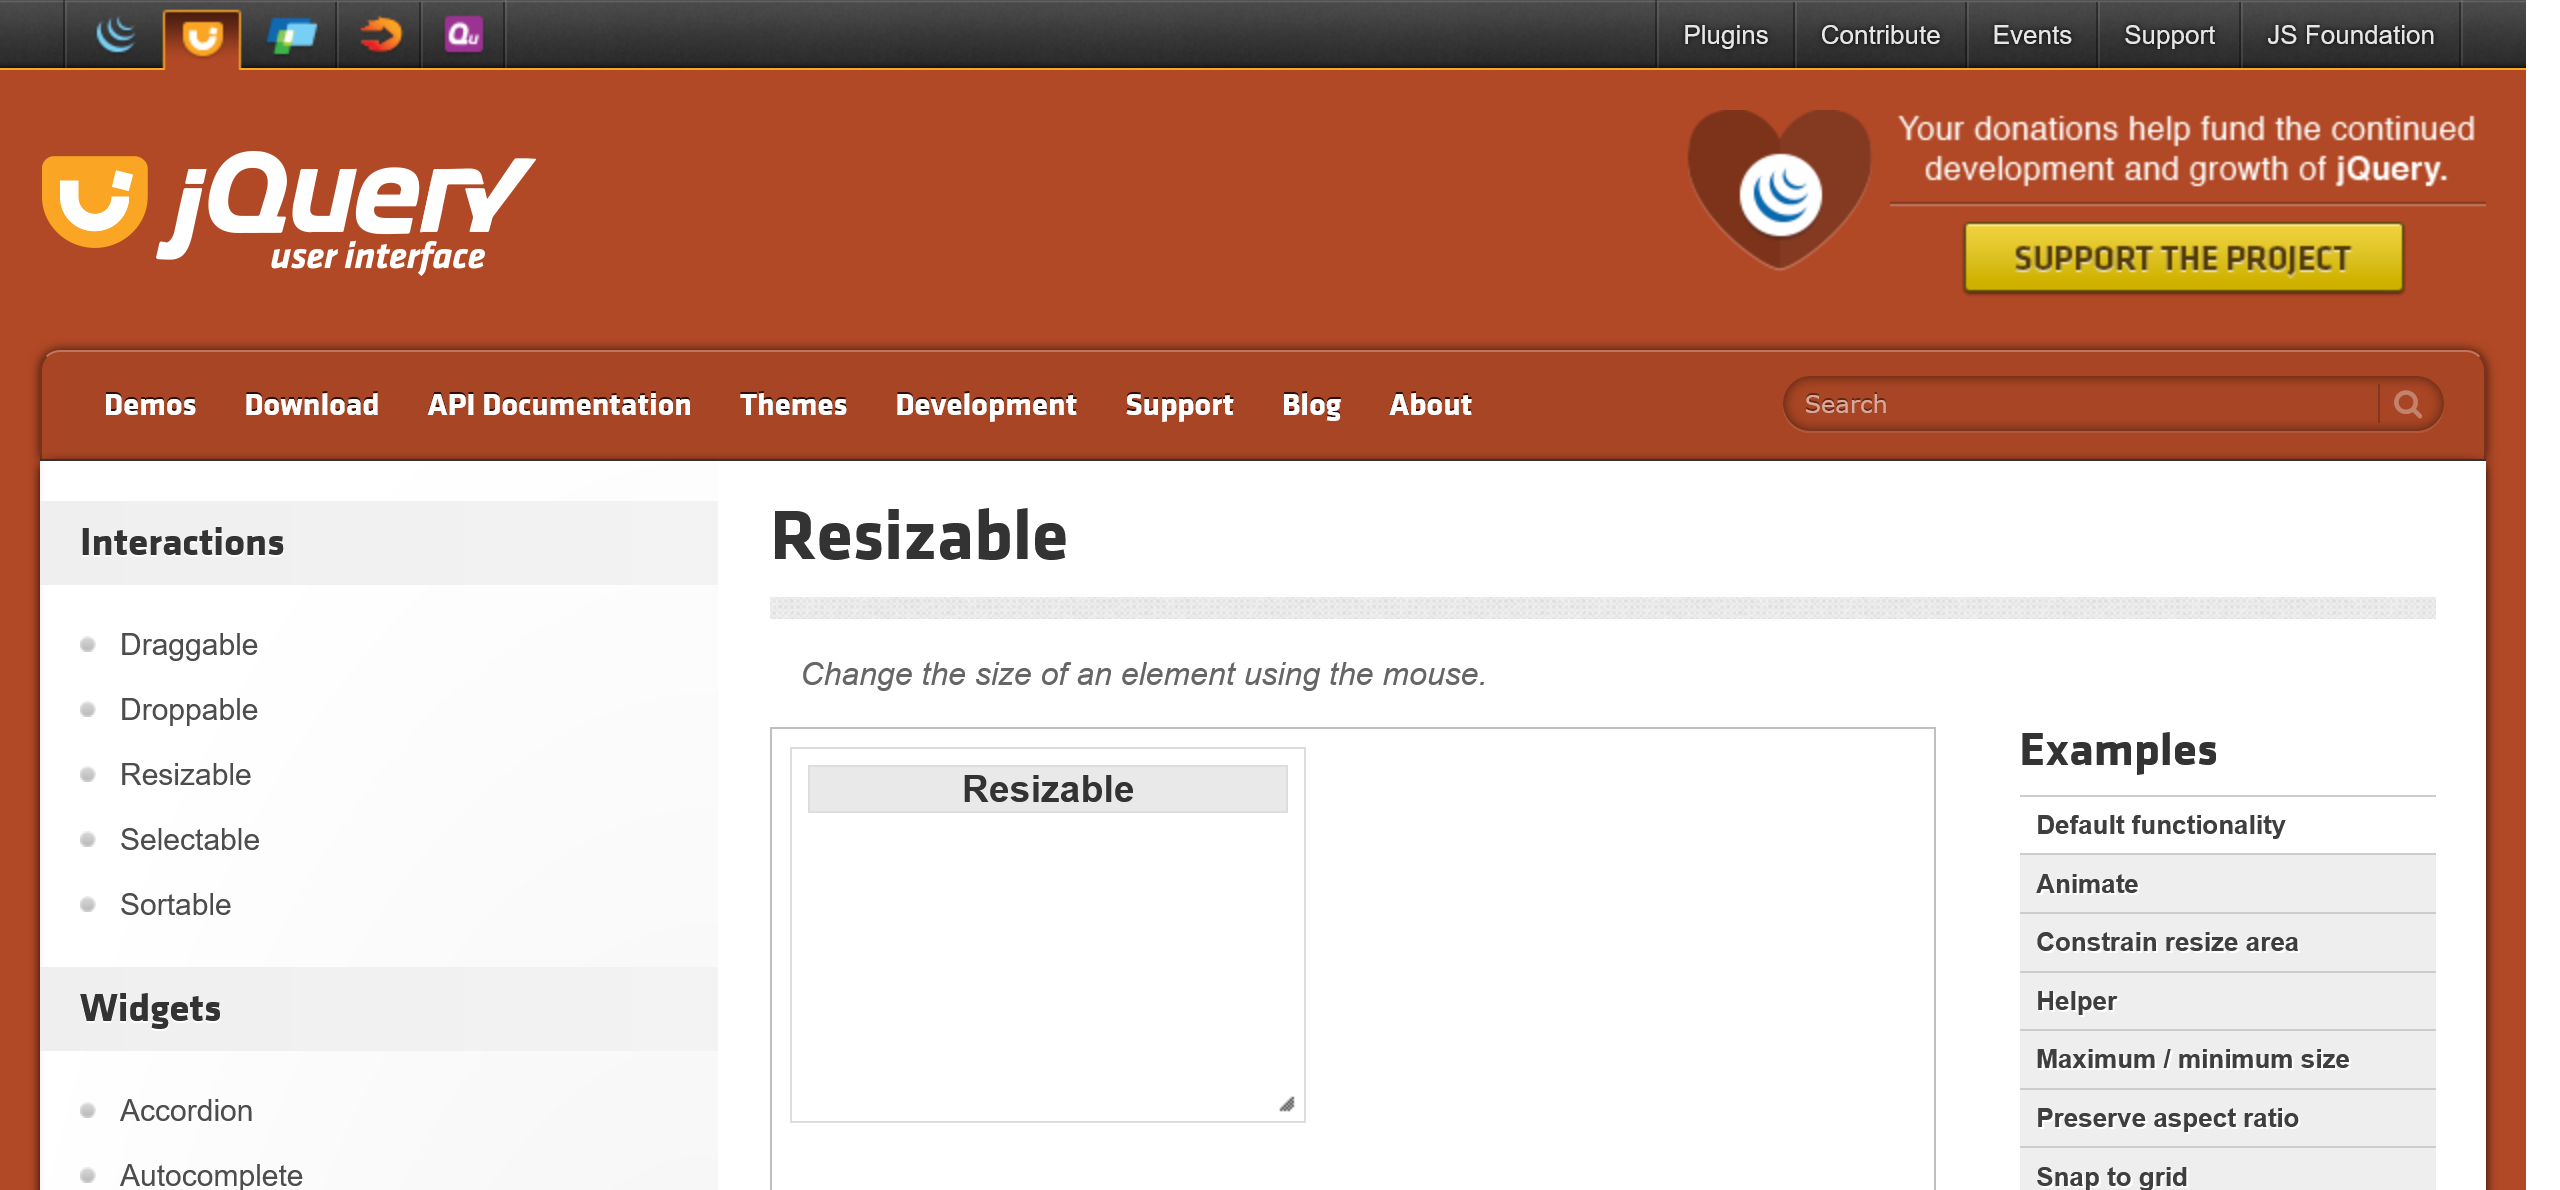 Qu
Plugins Contribute Events Support JS Foundation
jQuery
user interface
Your donations help fund the continued
development and growth of jQuery.
SUPPORT THE PROJECT
Demos Download API Documentation Themes Development Support Blog About
Search
Interactions
Draggable
Droppable
Resizable
Selectable
Sortable
Widgets
Accordion
Autocomplete
Resizable
Change the size of an element using the mouse.
Resizable
Examples
Default functionality
Animate
Constrain resize area
Helper
Maximum / minimum size
Preserve aspect ratio
Snap to grid